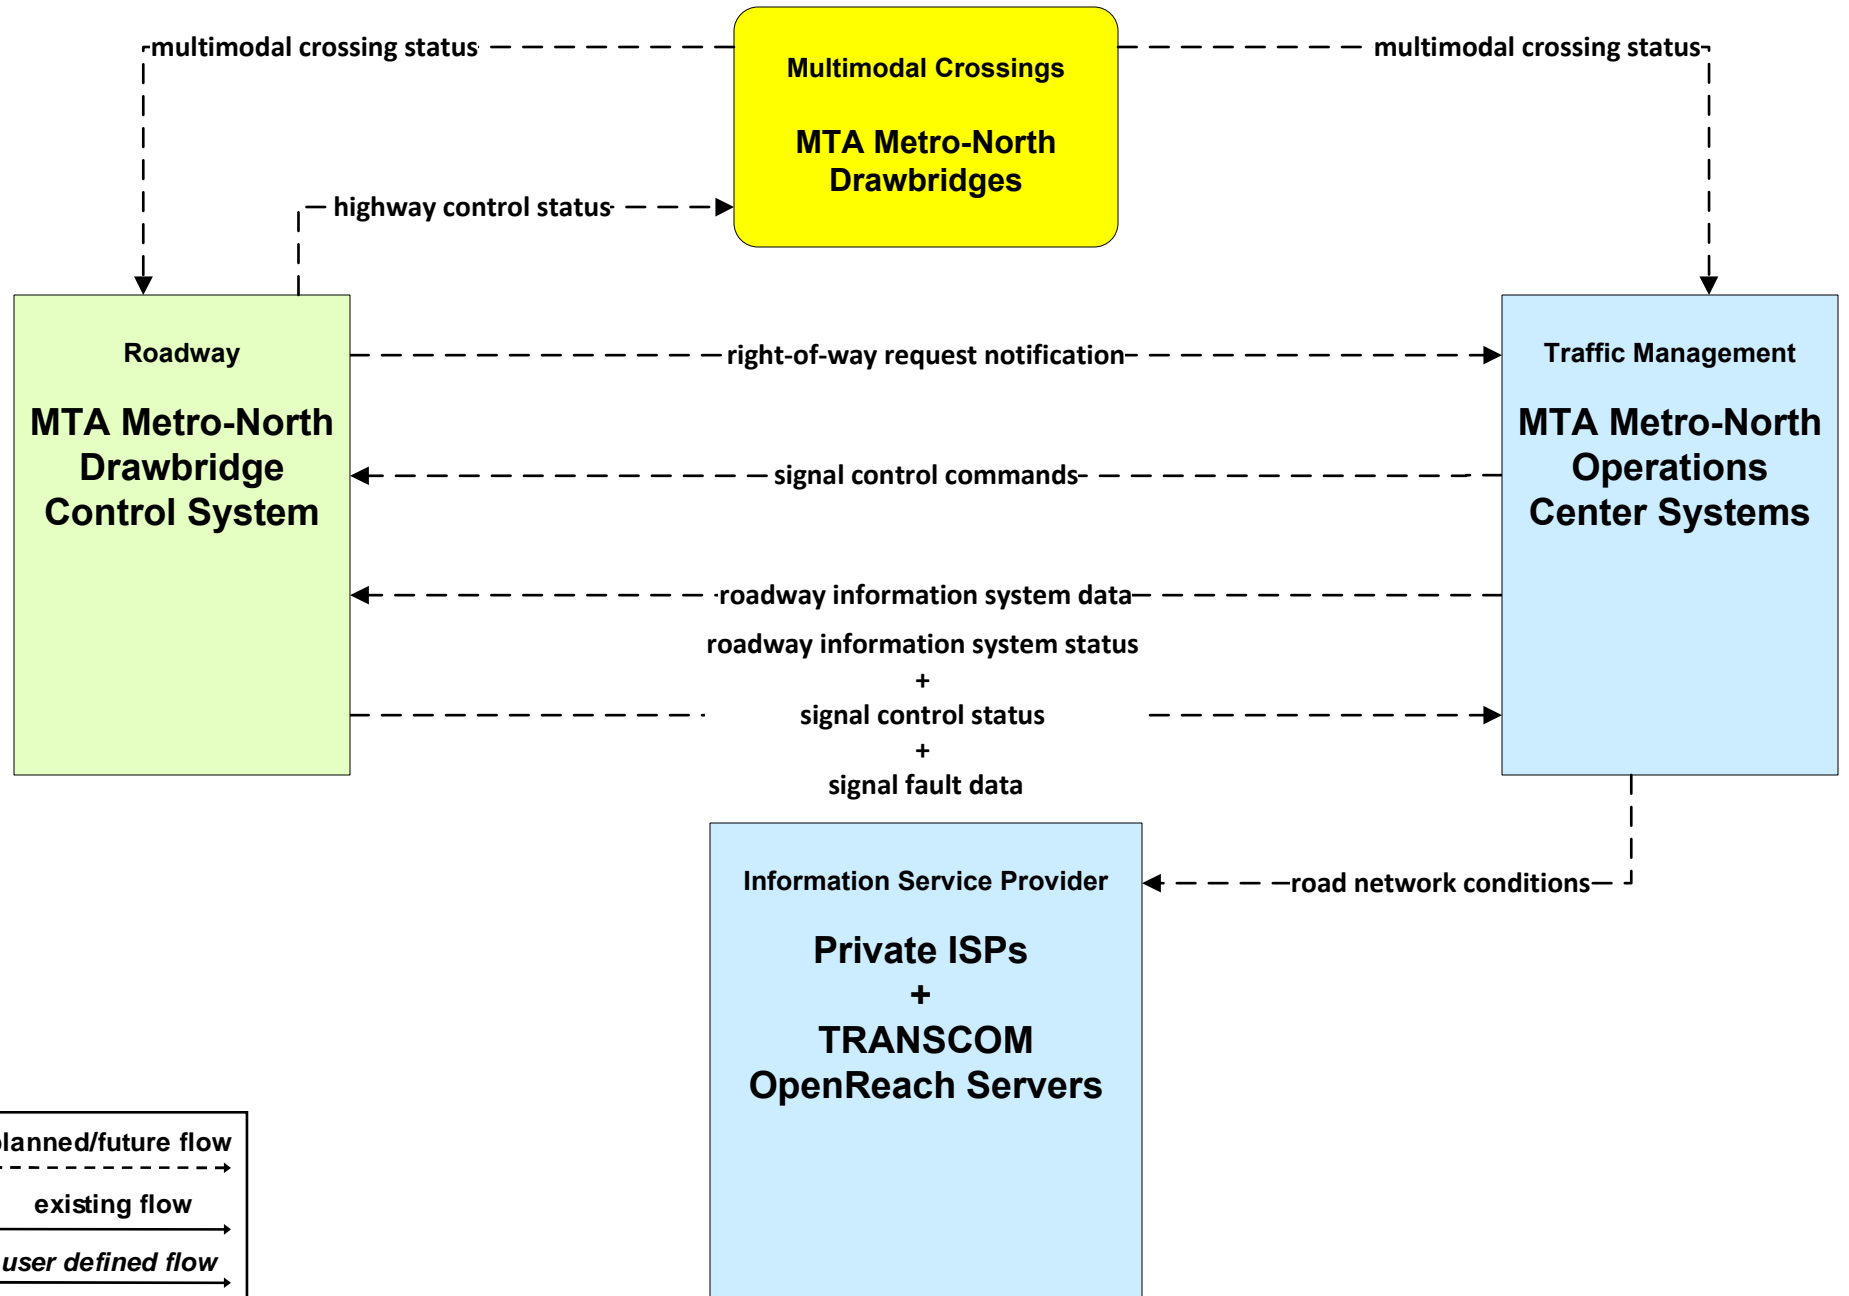 multimodal crossing status
multimodal crossing status
Multimodal Crossings
MTA Metro-North
Drawbridges
highway control status
Roadway
MTA Metro-North
Drawbridge
Control System
right-of-way request notification
signal control commands
roadway information system data
roadway information system status
+
signal control status
+
signal fault data
Traffic Management
MTA Metro-North
Operations
Center Systems
road network conditions
Information Service Provider
Private ISPs
+
TRANSCOM
OpenReach Servers
planned/future flow
existing flow
user defined flow